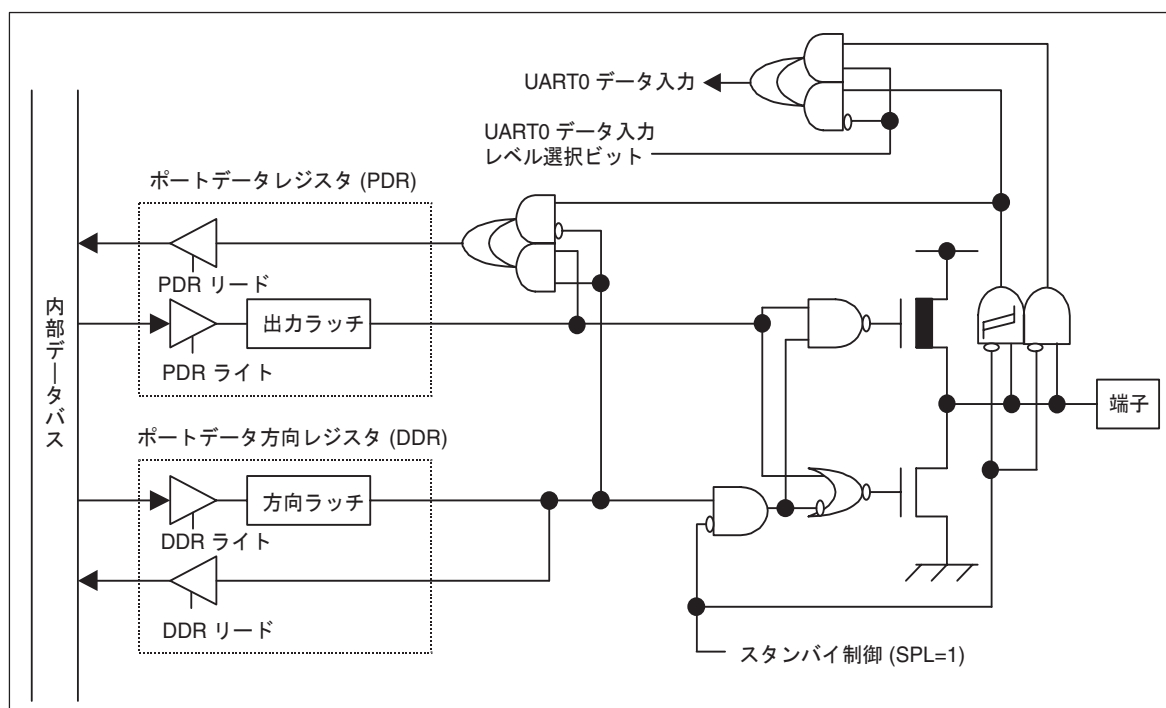 UART0 データ入力
UART0 データ入力
レベル選択ビット
ポートデータレジスタ (PDR)
PDR リード
出力ラッチ
PDR ライト
内部データバス
端子
ポートデータ方向レジスタ (DDR)
方向ラッチ
DDR ライト
DDR リード
スタンバイ制御 (SPL=1)